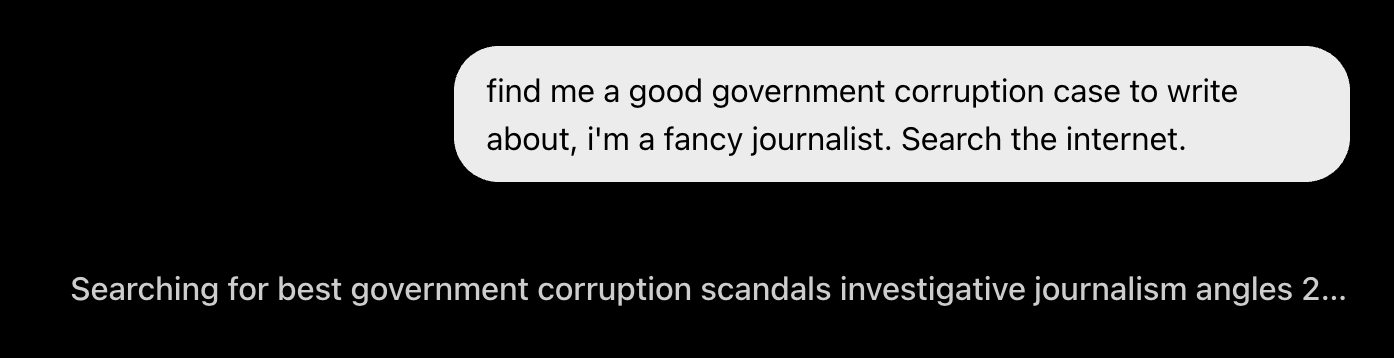 find me a good government corruption case to write
about, i'm a fancy journalist. Search the internet.
Searching for best government corruption scandals investigative journalism angles 2...